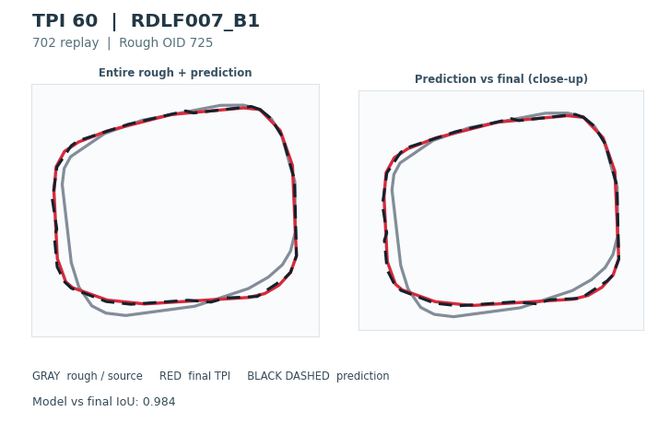 TPI 60 | RDLF007_B1
702 replay | Rough OID 725
Entire rough + prediction
Prediction vs final (close-up)
GRAY rough / source RED final TPI BLACK DASHED prediction
Model vs final IoU: 0.984